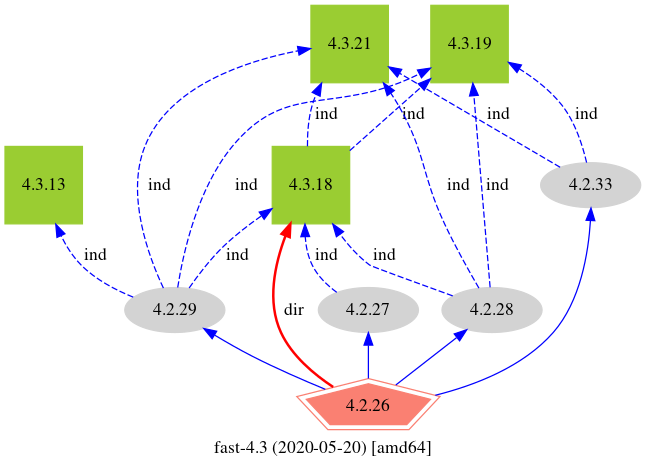 4.3.21
4.3.19
ind
ind
ind
4.3.13
4.3.18
ind
ind
ind
ind
4.2.33
ind
ind
ind
ind
dir
4.2.29
4.2.27
4.2.28
4.2.26
fast-4.3 (2020-05-20) [amd64]